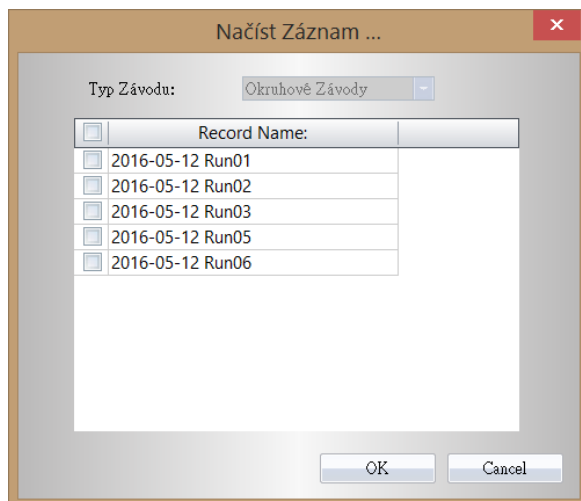 Načíst Záznam ...
Typ Závodu: Okruhové Závody
Record Name:
2016-05-12 Run01
2016-05-12 Run02
2016-05-12 Run03
2016-05-12 Run05
2016-05-12 Run06
OK Cancel